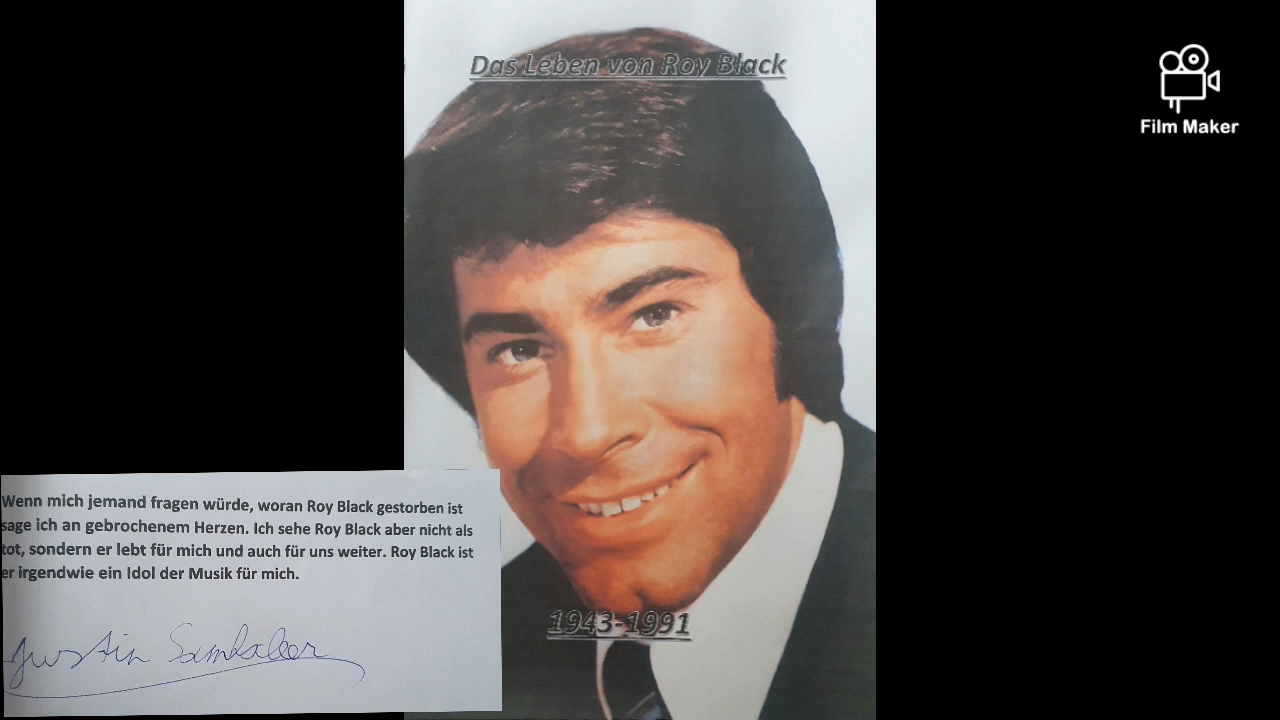 Das Leben von Roy Black
Film Maker
Wenn mich jemand fragen würde, woran Roy Black gestorben ist
sage ich an gebrochenem Herzen. Ich sehe Roy Black aber nicht als
tot, sondern er lebt für mich und auch für uns weiter. Roy Black ist
er irgendwie ein Idol der Musik für mich.
1943-1991
Justin